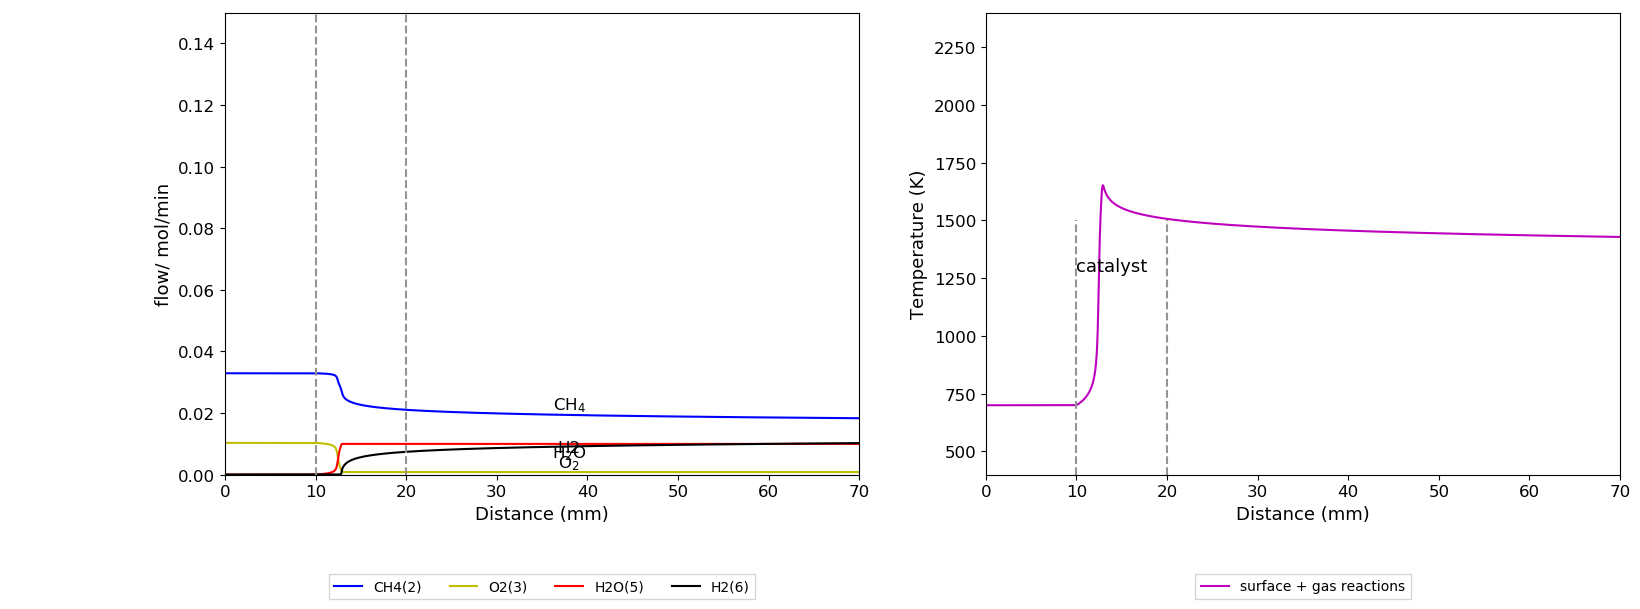 0.14
0.12
0.10
0.08
0.06
0.04
0.02
0.00
flow/ mol/min
CH4
H2
H2O
O2
0 10 20 30 40 50 60 70
Distance (mm)
CH4(2) O2(3) H2O(5) H2(6)
2250
2000
1750
1500
1250
1000
750
500
Temperature (K)
catalyst
0 10 20 30 40 50 60 70
Distance (mm)
surface + gas reactions